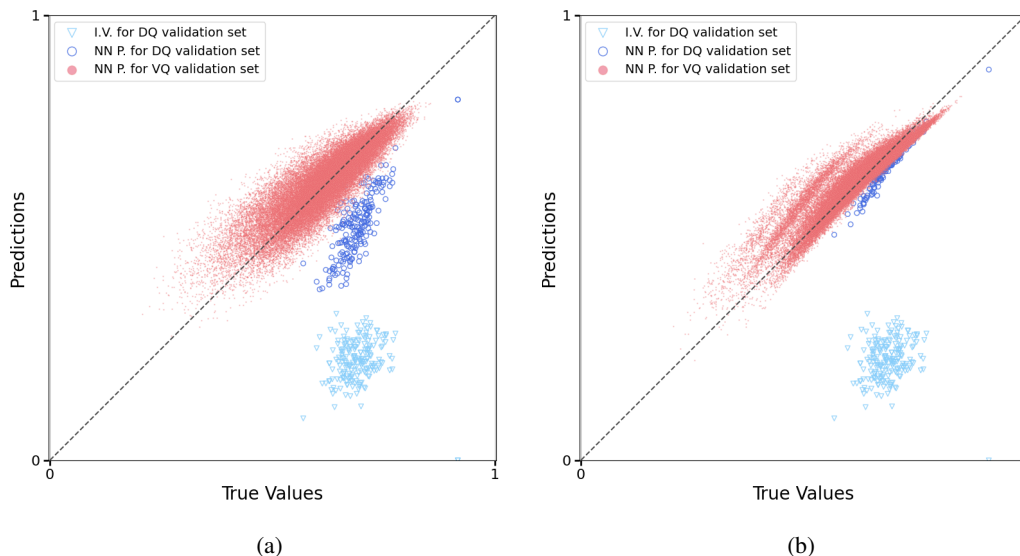 1
I.V. for DQ validation set
NN P. for DQ validation set
NN P. for VQ validation set
Predictions
0
0
1
True Values
(a)
1
I.V. for DQ validation set
NN P. for DQ validation set
NN P. for VQ validation set
Predictions
0
0
True Values
(b)